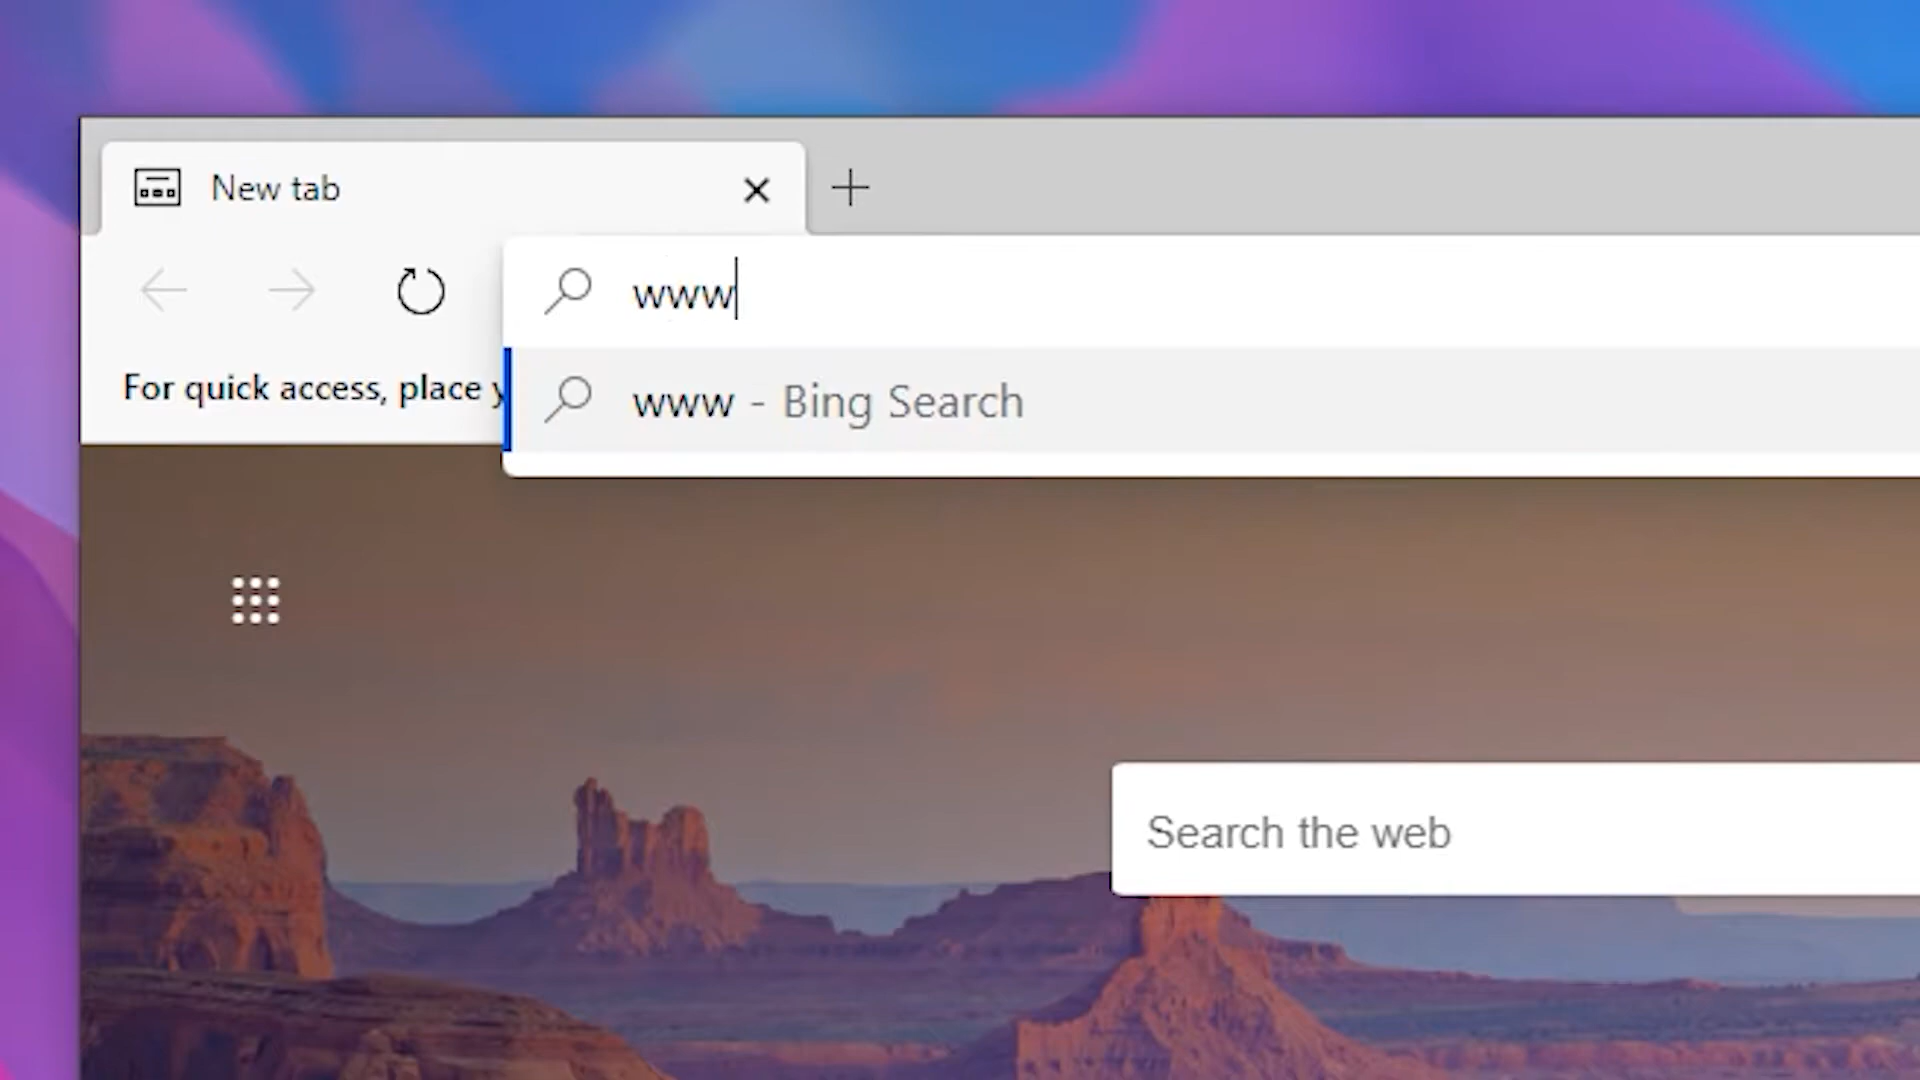 New tab
www
For quick access, place
www - Bing Search
Search the web